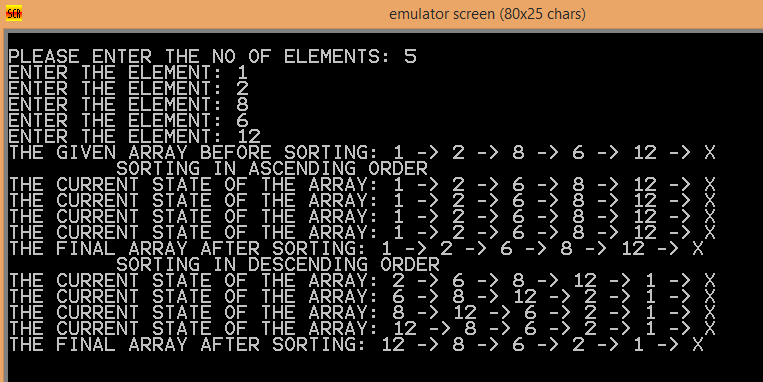 SCR
emulator screen (80x25 chars)
PLEASE ENTER THE NO OF ELEMENTS: 5
ENTER THE ELEMENT: 1
ENTER THE ELEMENT: 2
ENTER THE ELEMENT: 8
ENTER THE ELEMENT: 6
ENTER THE ELEMENT: 12
THE GIVEN ARRAY BEFORE SORTING: 1 -> 2 -> 8 -> 6 -> 12 -> X
SORTING IN ASCENDING ORDER
THE CURRENT STATE OF THE ARRAY: 1 -> 2 -> 6 -> 8 -> 12 -> X
THE CURRENT STATE OF THE ARRAY: 1 -> 2 -> 6 -> 8 -> 12 -> X
THE CURRENT STATE OF THE ARRAY: 1 -> 2 -> 6 -> 8 -> 12 -> X
THE CURRENT STATE OF THE ARRAY: 1 -> 2 -> 6 -> 8 -> 12 -> X
THE FINAL ARRAY AFTER SORTING: 1 -> 2 -> 6 -> 8 -> 12 -> X
SORTING IN DESCENDING ORDER
THE CURRENT STATE OF THE ARRAY: 2 -> 6 -> 8 -> 12 -> 1 -> X
THE CURRENT STATE OF THE ARRAY: 6 -> 8 -> 12 -> 2 -> 1 -> X
THE CURRENT STATE OF THE ARRAY: 8 -> 12 -> 6 -> 2 -> 1 -> X
THE CURRENT STATE OF THE ARRAY: 12 -> 8 -> 6 -> 2 -> 1 -> X
THE FINAL ARRAY AFTER SORTING: 12 -> 8 -> 6 -> 2 -> 1 -> X